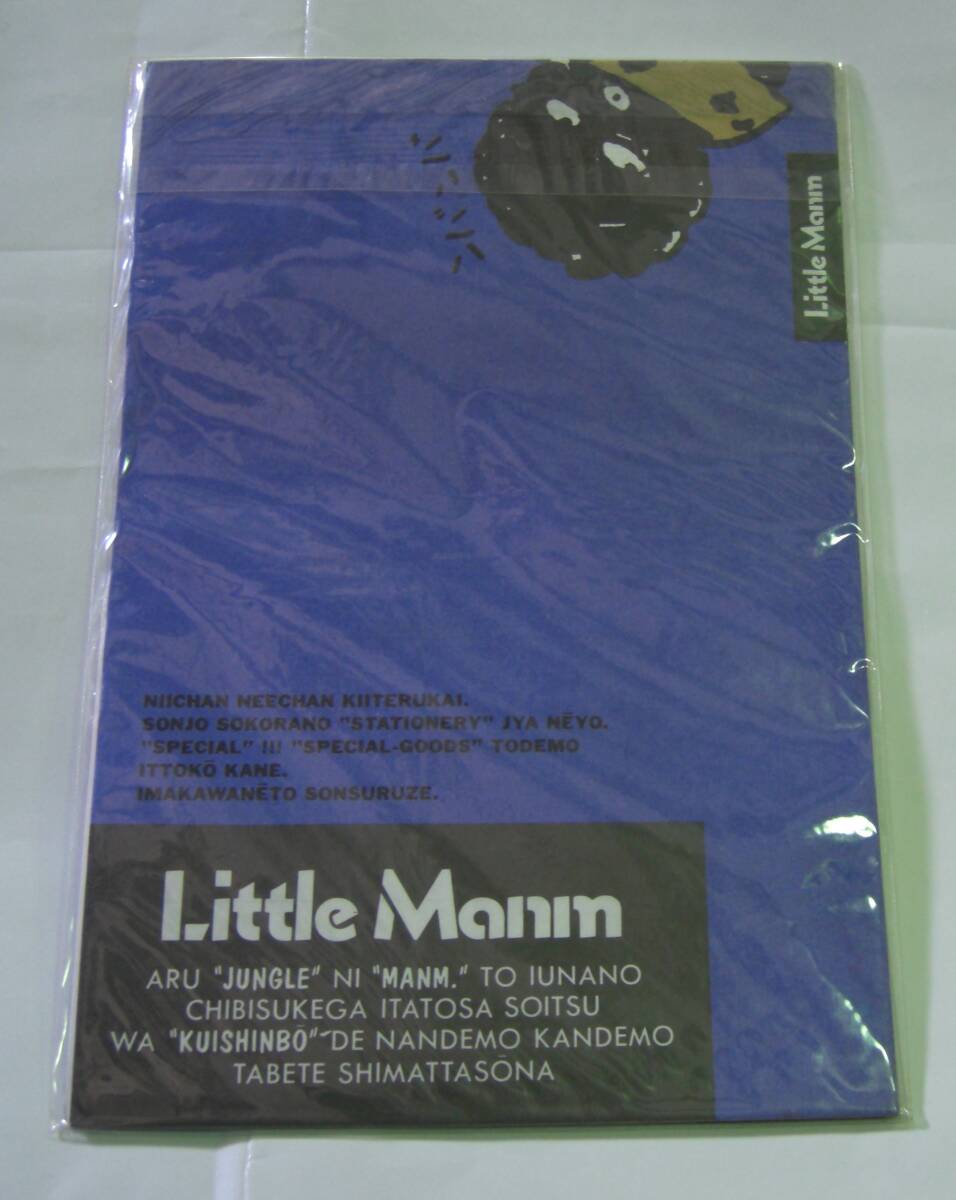 Little Manm
NIICHAN NEECHAN KIITERUKAI.
SONJO SOKORANO "STATIONERY" JYA NĒYO.
"SPECIAL" !!! "SPECIAL-GOODS" TODEMO
ITTOKŌ KANE.
IMAKAWANĒTO SONSURUZE.
Little Manm
ARU "JUNGLE" NI "MANM." TO IUNANO
CHIBISUKEGA ITATOSA SOITSU
WA "KUISHINBŌ" DE NANDEMO KANDEMO
TABETE SHIMATTASŌNA